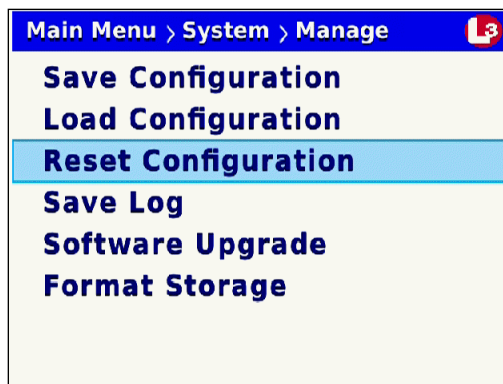 Main Menu > System > Manage L3
Save Configuration
Load Configuration
Reset Configuration
Save Log
Software Upgrade
Format Storage